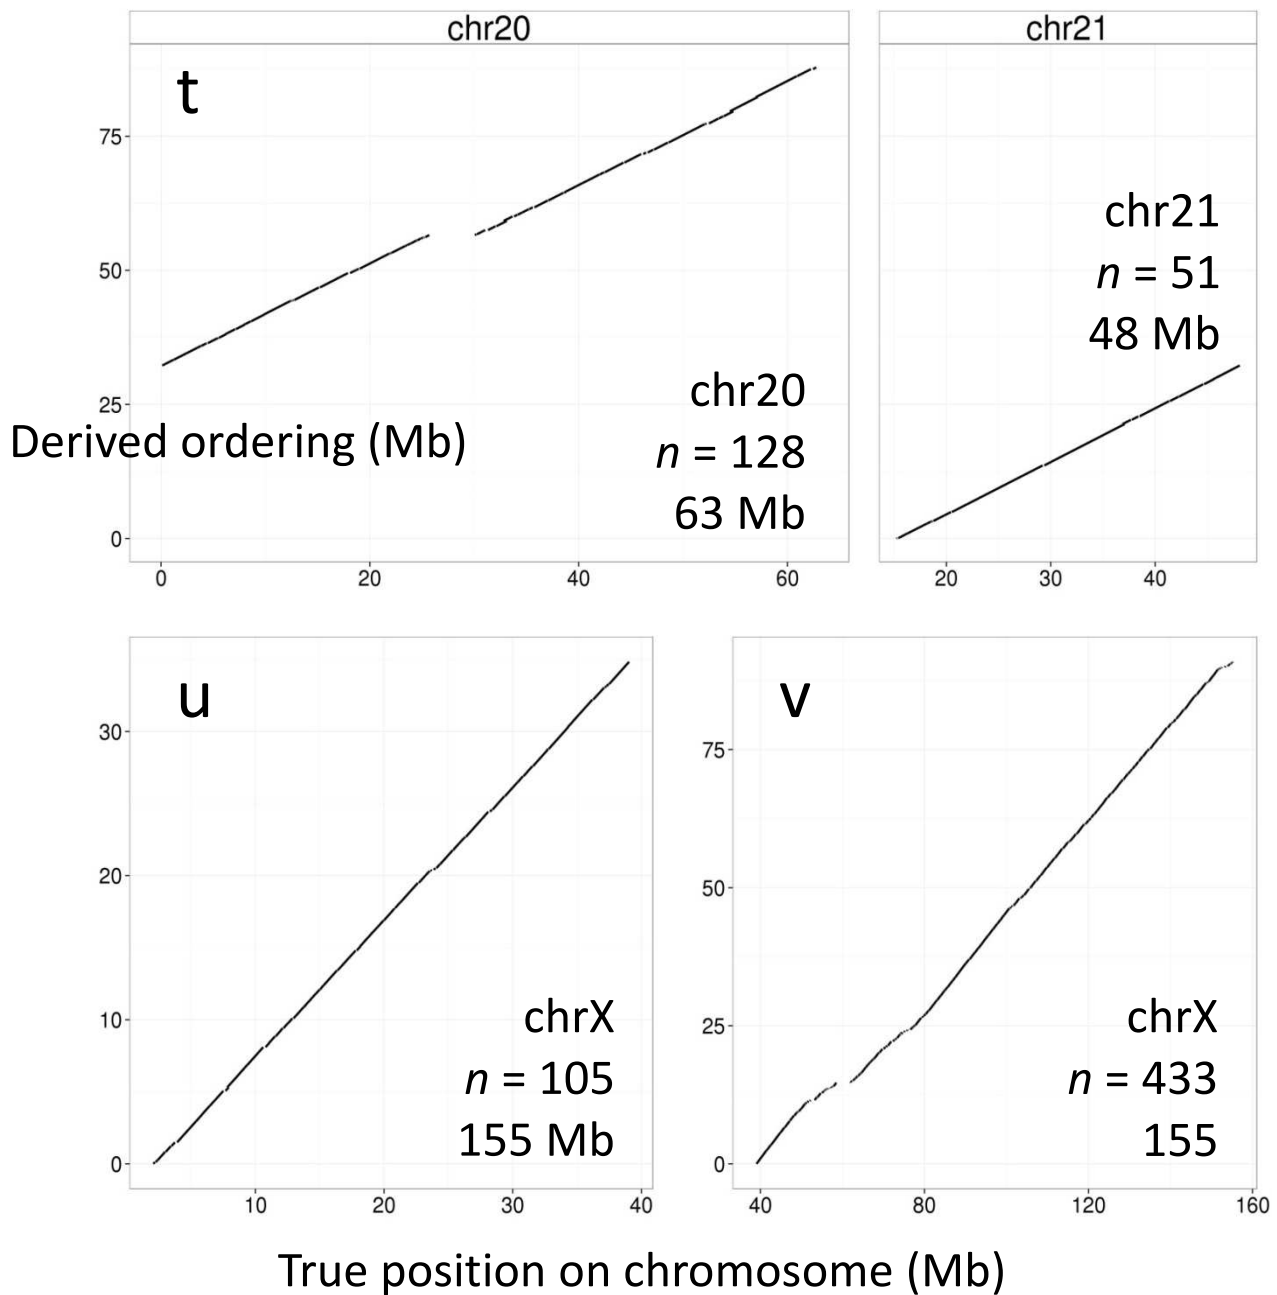 chr20
chr21
t
75
50
25
0
chr21
n = 51
48 Mb
chr20
n = 128
63 Mb
Derived ordering (Mb)
0 20 40 60
20 30 40
u
30
20
10
0
chrX
n = 105
155 Mb
10 20 30 40
v
75
50
25
0
chrX
n = 433
155
40 80 120 160
True position on chromosome (Mb)